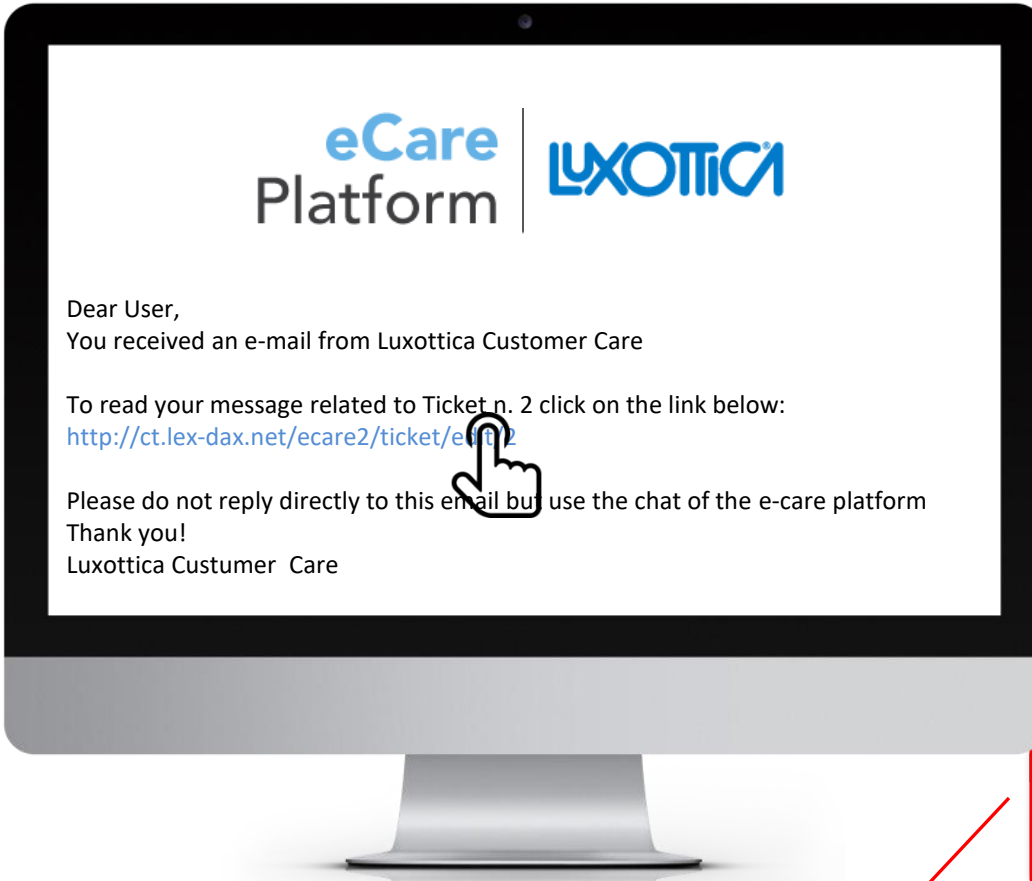 eCare
Platform
LUXOTTICA
Dear User,
You received an e-mail from Luxottica Customer Care
To read your message related to Ticket n. 2 click on the link below:
http://ct.lex-dax.net/ecare2/ticket/edit/2
Please do not reply directly to this email but use the chat of the e-care platform
Thank you!
Luxottica Custumer  Care